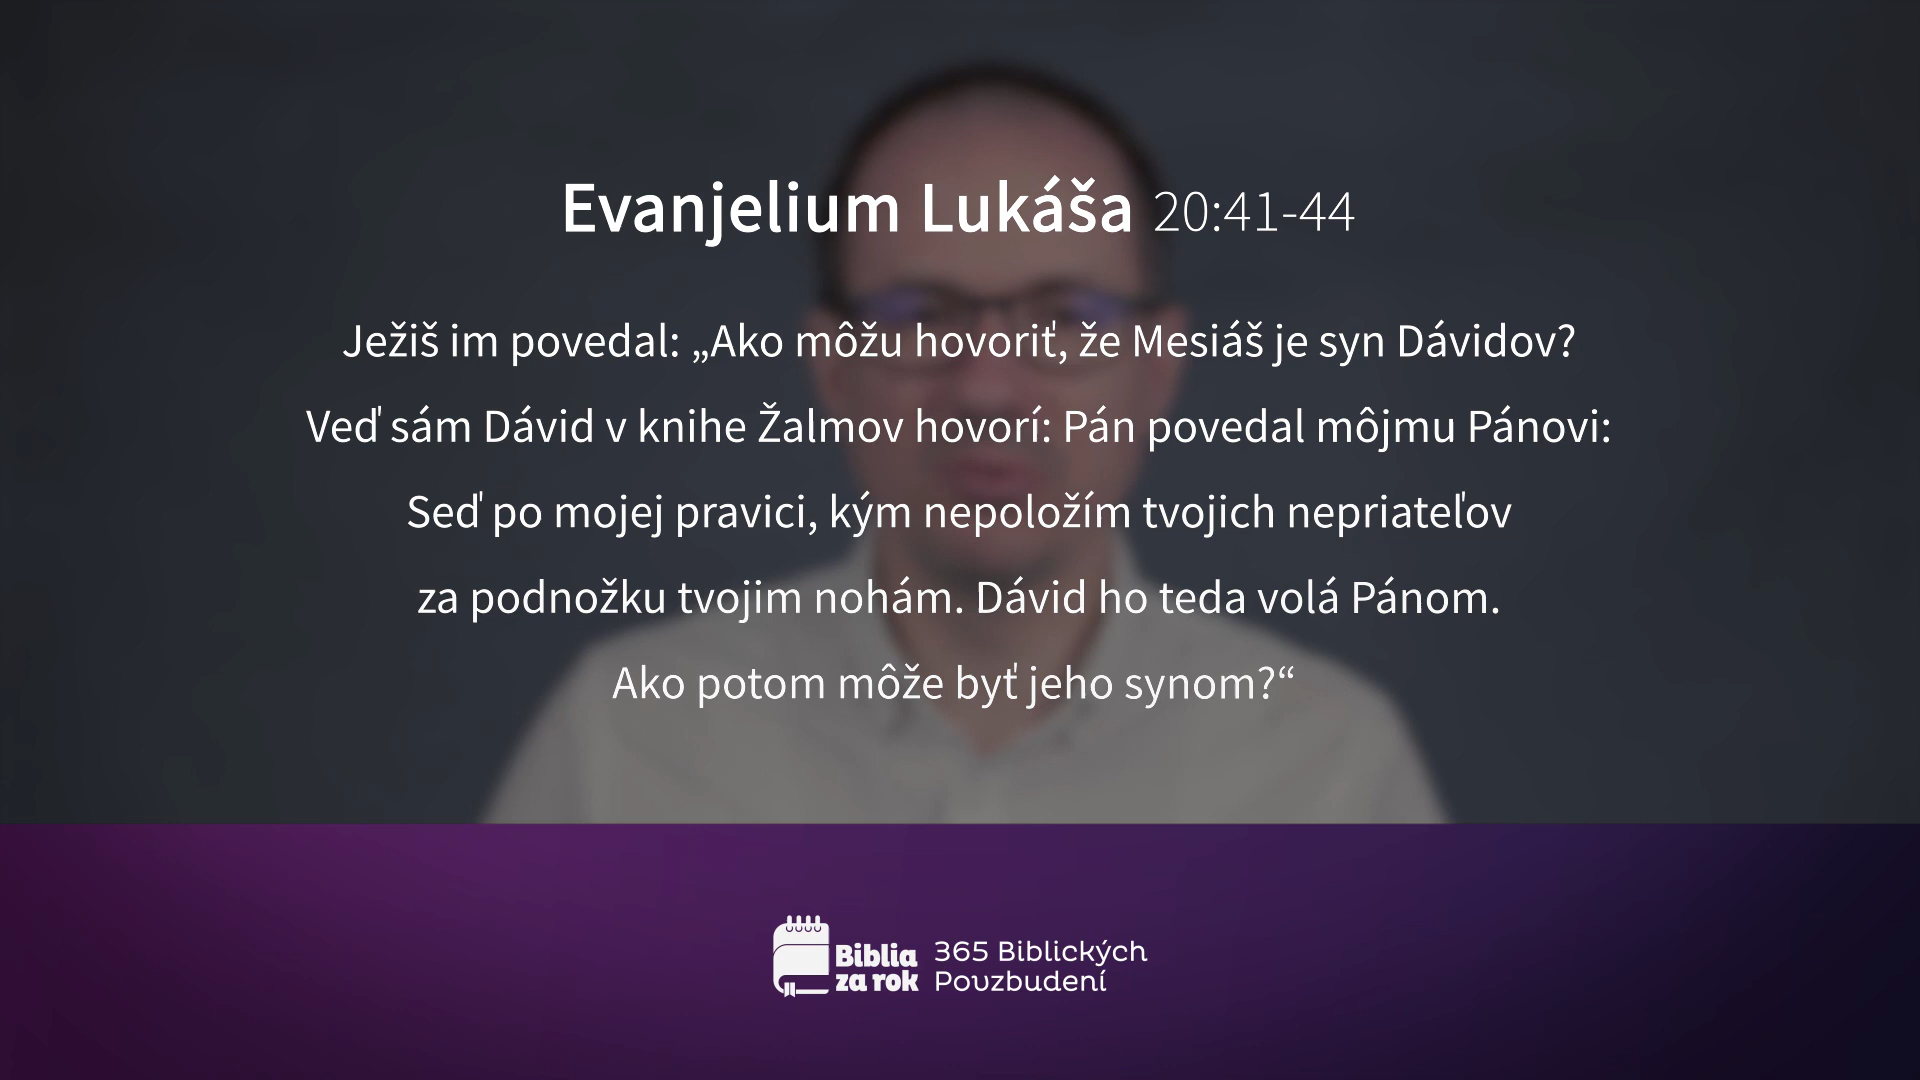 Evanjelium Lukáša 20:41-44
Ježiš im povedal: „Ako môžu hovoriť, že Mesiáš je syn Dávidov?
Veď sám Dávid v knihe Žalmov hovorí: Pán povedal môjmu Pánovi:
Seď po mojej pravici, kým nepoložím tvojich nepriateľov
za podnožku tvojim nohám. Dávid ho teda volá Pánom.
Ako potom môže byť jeho synom?“
Biblia
za rok
365 Biblických
Povzbudení